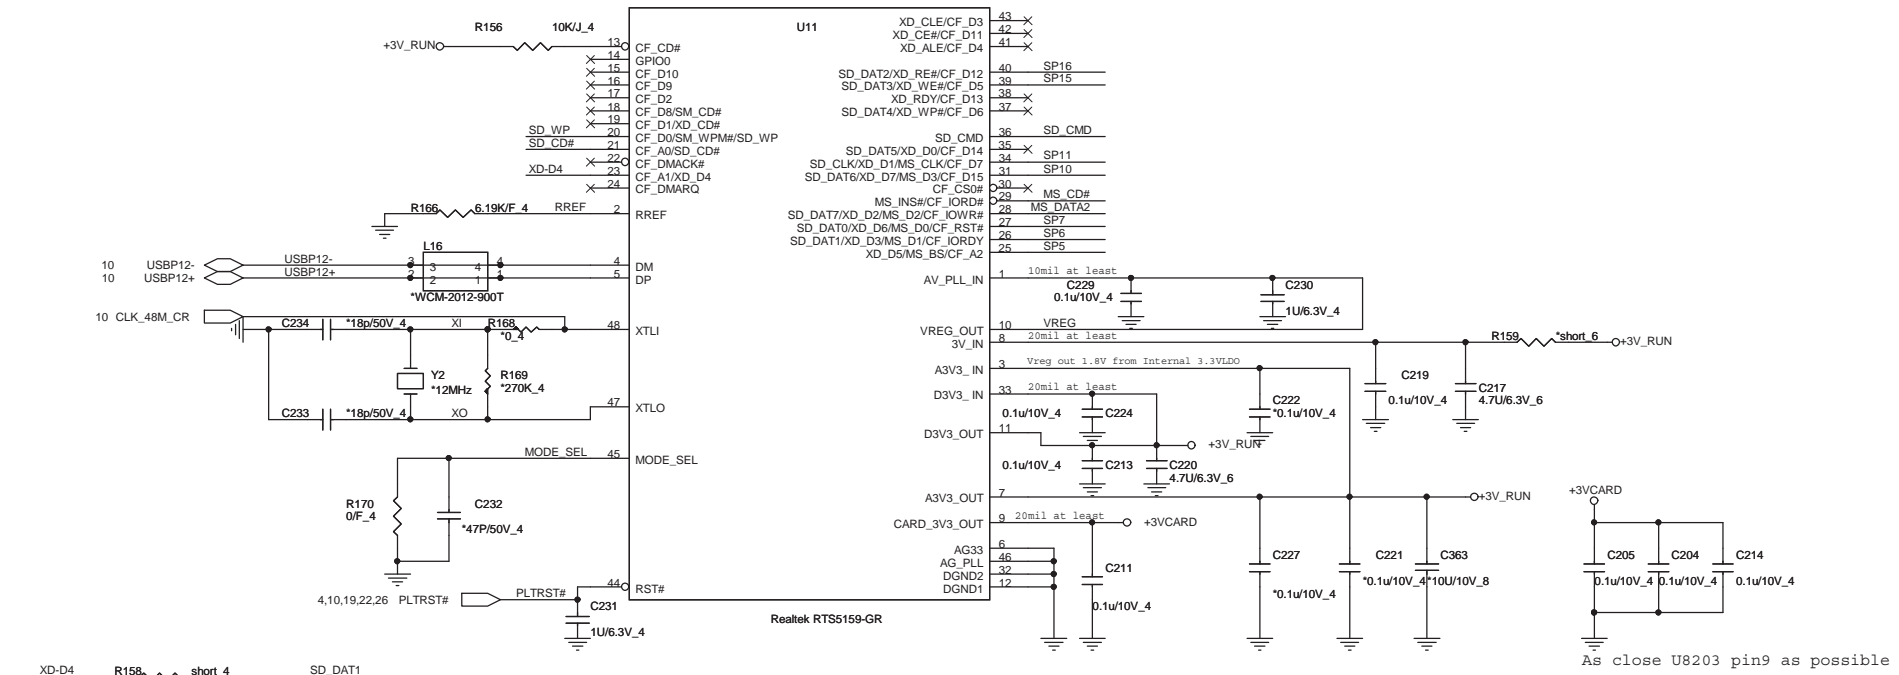 R156 10K/J_4
+3V_RUN
U11
13 CF_CD#
14 GPIO0
15 CF_D10
16 CF_D9
17 CF_D2
18 CF_D8/SM_CD#
19 CF_D1/XD_CD#
SD_WP 20 CF_D0/SM_WPM#/SD_WP
SD_CD# 21 CF_A0/SD_CD#
22 CF_DMACK#
XD-D4 23 CF_A1/XD_D4
24 CF_DMARQ
R166 6.19K/F_4 RREF 2 RREF
L16
10 USBP12- USBP12- 3 3 4 4 4 DM
10 USBP12+ USBP12+ 2 2 1 1 5 DP
*WCM-2012-900T
10 CLK_48M_CR
C234 *18p/50V_4 XI R168 48 XTLI
*0_4
Y2
*12MHz
R169
*270K_4
C233 *18p/50V_4 XO 47 XTLO
MODE_SEL 45 MODE_SEL
R170
0/F_4
C232
*47P/50V_4
4,10,19,22,26 PLTRST# PLTRST# 44 RST#
C231
1U/6.3V_4
XD_CLE/CF_D3 43
XD_CE#/CF_D11 42
XD_ALE/CF_D4 41
SD_DAT2/XD_RE#/CF_D12 40 SP16
SD_DAT3/XD_WE#/CF_D5 39 SP15
XD_RDY/CF_D13 38
SD_DAT4/XD_WP#/CF_D6 37
SD_CMD 36 SD_CMD
SD_DAT5/XD_D0/CF_D14 35
SD_CLK/XD_D1/MS_CLK/CF_D7 34 SP11
SD_DAT6/XD_D7/MS_D3/CF_D15 31 SP10
CF_CS0# 30
MS_INS#/CF_IORD# 29 MS_CD#
SD_DAT7/XD_D2/MS_D2/CF_IOWR# 28 MS_DATA2
SD_DAT0/XD_D6/MS_D0/CF_RST# 27 SP7
SD_DAT1/XD_D3/MS_D1/CF_IORDY 26 SP6
XD_D5/MS_BS/CF_A2 25 SP5
AV_PLL_IN 1 10mil at least
C229
0.1u/10V_4
C230
1U/6.3V_4
VREG_OUT 10 VREG
3V_IN 8 20mil at least
R159 *short_6 +3V_RUN
A3V3_ IN 3 Vreg out 1.8V from Internal 3.3VLDO
C219
0.1u/10V_4
C217
4.7U/6.3V_6
D3V3_ IN 33 20mil at least
0.1u/10V_4 C224
C222
*0.1u/10V_4
D3V3_OUT 11
+3V_RUN
0.1u/10V_4 C213
C220
4.7U/6.3V_6
A3V3_OUT 7 +3V_RUN
CARD_3V3_OUT 9 20mil at least +3VCARD
AG33 6
AG_PLL 46
DGND2 32
DGND1 12
C211
0.1u/10V_4
C227
*0.1u/10V_4
C221
*0.1u/10V_4
C363
*10U/10V_8
+3VCARD
C205
0.1u/10V_4
C204
0.1u/10V_4
C214
0.1u/10V_4
Realtek RTS5159-GR
As close U8203 pin9 as possible
XD-D4 R158 short_4 SD_DAT1